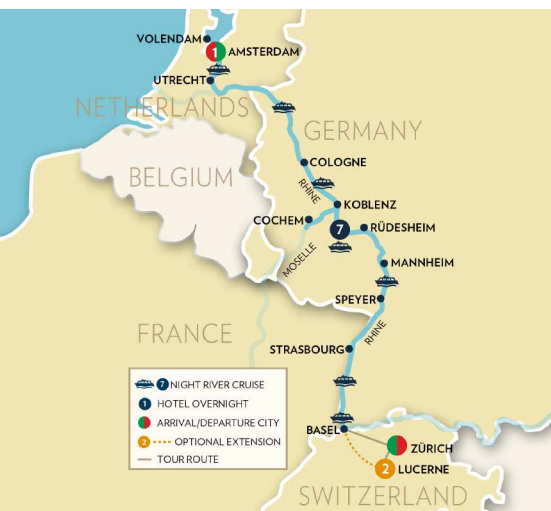 VOLENDAM
1 AMSTERDAM
UTRECHT
NETHERLANDS
GERMANY
COLOGNE
BELGIUM
RHINE
KOBLENZ
COCHEM
7
RÜDESHEIM
MOSELLE
MANNHEIM
SPEYER
FRANCE
RHINE
STRASBOURG
7 NIGHT RIVER CRUISE
1 HOTEL OVERNIGHT
ARRIVAL/DEPARTURE CITY
2 OPTIONAL EXTENSION
TOUR ROUTE
BASEL
ZÜRICH
2 LUCERNE
SWITZERLAND